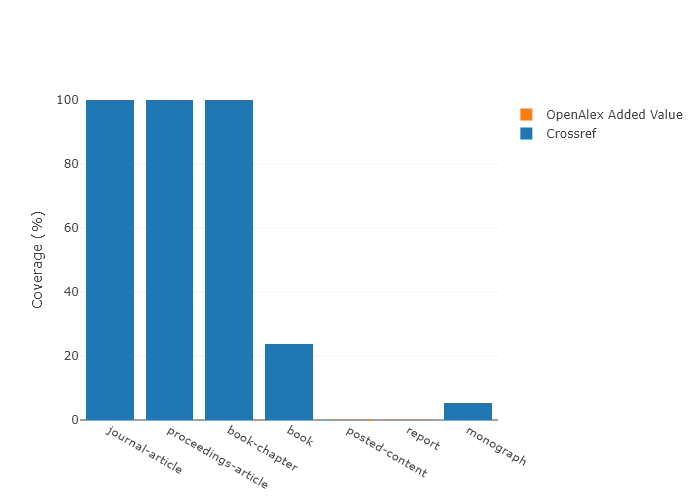 OpenAlex Added Value
Crossref
Coverage (%)
100
80
60
40
20
0
journal-article
proceedings-article
book-chapter
book
posted-content
report
monograph